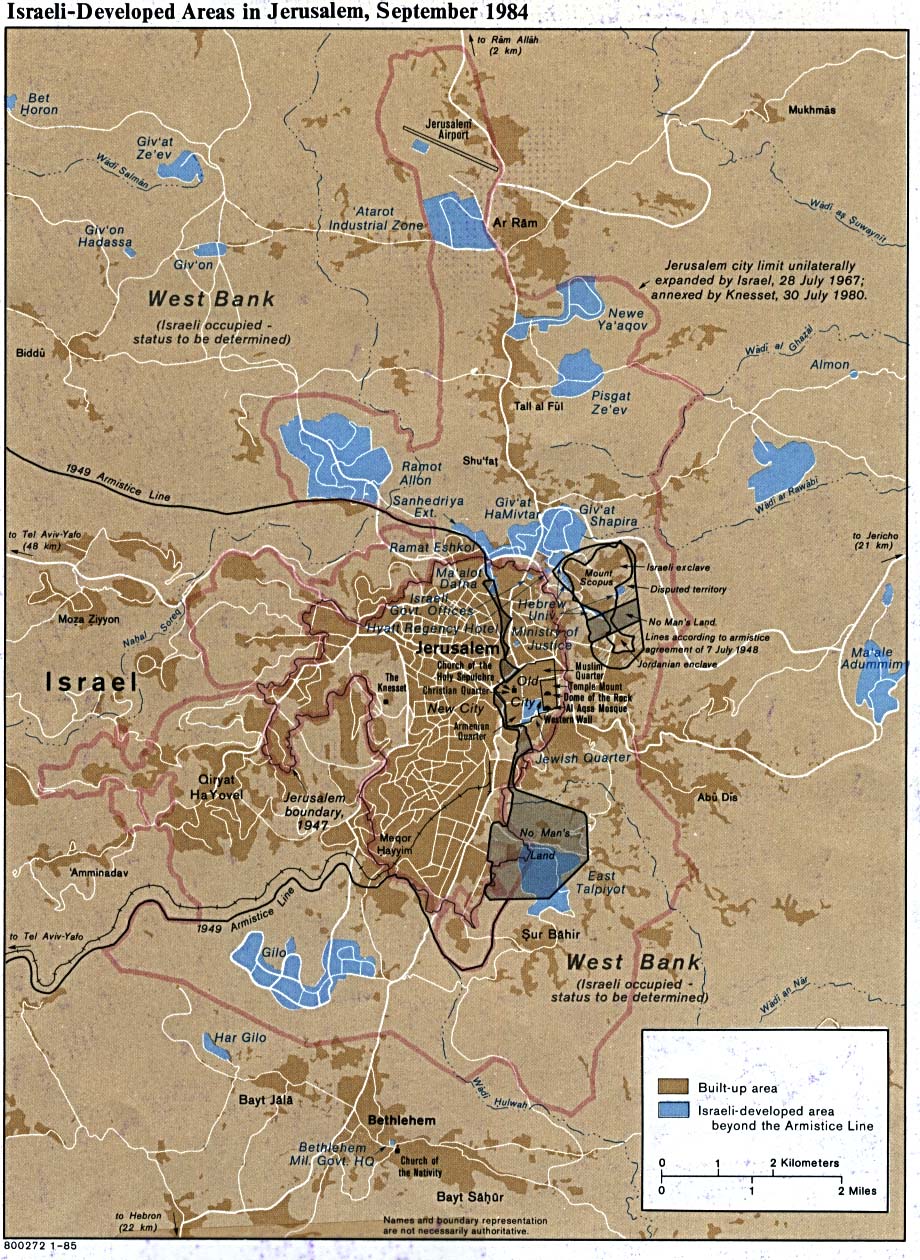 Israeli-Developed Areas in Jerusalem, September 1984
to Rām Allāh
(2 km)
Bet
Horon
Mukhmās
Jerusalem
Airport
Giv'at
Ze'ev
Wādī Salmān
'Atarot
Industrial Zone
Ar Rām
Wādī aş Şuwaynit
Giv'on
Hadassa
Giv'on
Jerusalem city limit unilaterally
expanded by Israel, 28 July 1967;
annexed by Knesset, 30 July 1980.
West Bank
(Israeli occupied -
status to be determined)
Newe
Ya'aqov
Biddū
Wādī al Ghazāl
Almon
Pisgat
Ze'ev
Tall al Fūl
1949 Armistice Line
Ramot
Allon
Shu'faţ
Wādī ar Rawābī
Sanhedriya
Ext.
Giv'at
HaMivtar
Giv'at
Shapira
to Tel Aviv-Yafo
(48 km)
to Jericho
(21 km)
Ramat Eshkol
Mount
Scopus
Israeli exclave
Ma'alot
Dafna
Disputed territory
Israeli
Govt. Offices
Hebrew
Univ.
Moza Ziyyon
Nahal Soreq
No Man's Land
Hyatt Regency Hotel
Ministry of
Justice
Lines according to armistice
agreement of 7 July 1948
Jerusalem
Jordanian enclave
Ma'ale
Adummim
Israel
Church of the
Holy Sepulchre
Muslim
Quarter
The
Knesset
Christian Quarter
Old
City
Temple Mount
Dome of the Rock
Al Aqsa Mosque
New City
Western Wall
Armenian
Quarter
Jewish Quarter
Qiryat
HaYovel
Jerusalem
boundary,
1947
Abū Dīs
Meqor
Hayyim
No Man's
Land
'Amminadav
East
Talpiyot
1949 Armistice Line
to Tel Aviv-Yafo
Şur Bāhir
Gilo
West Bank
(Israeli occupied -
status to be determined)
Wādī an Nār
Har Gilo
Bayt Jālā
Wādī Hulwah
Bethlehem
Bethlehem
Mil. Govt. HQ
Church of
the Nativity
Bayt Sāḩūr
to Hebron
(22 km)
Names and boundary representation
are not necessarily authoritative.
Built-up area
Israeli-developed area
beyond the Armistice Line
0 1 2 Kilometers
0 1 2 Miles
800272 1-85